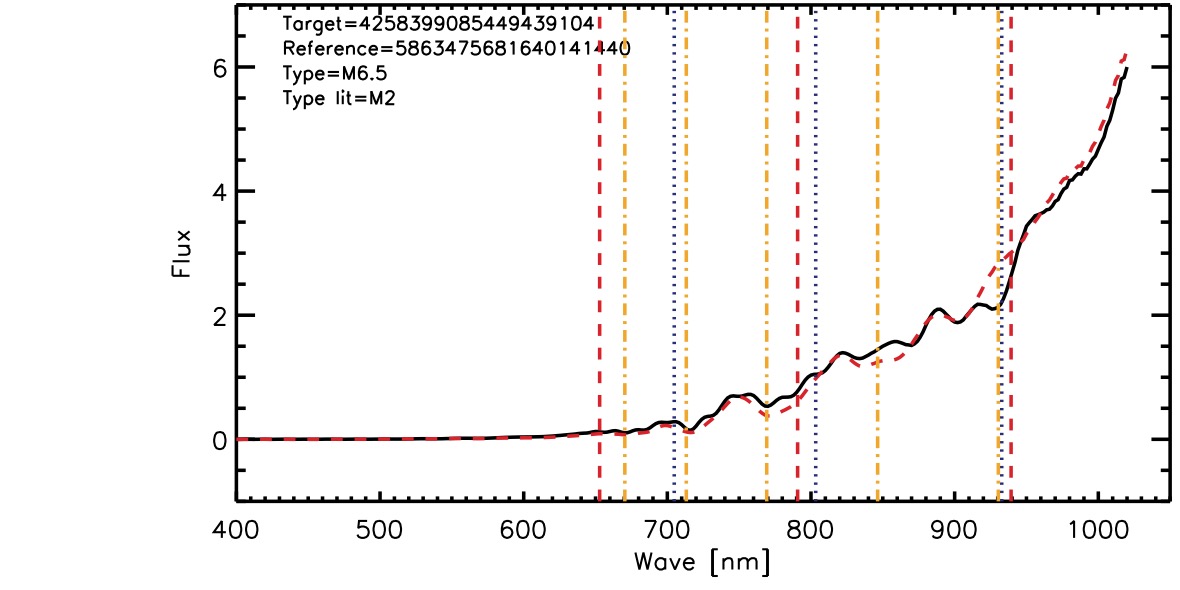 Target=4258399085449439104
Reference=5863475681640141440
Type=M6.5
Type lit=M2
6
4
2
0
Flux
400 500 600 700 800 900 1000
Wave [nm]